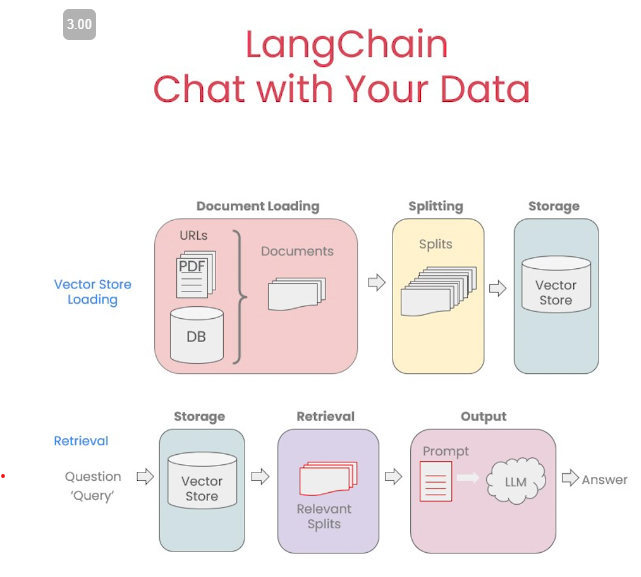 3.00
LangChain
Chat with Your Data
Document Loading
Splitting
Storage
URLs
PDF
DB
Documents
Splits
Vector
Store
Vector Store
Loading
Storage
Retrieval
Output
Retrieval
Question
'Query'
Vector
Store
Relevant
Splits
Prompt
LLM
Answer